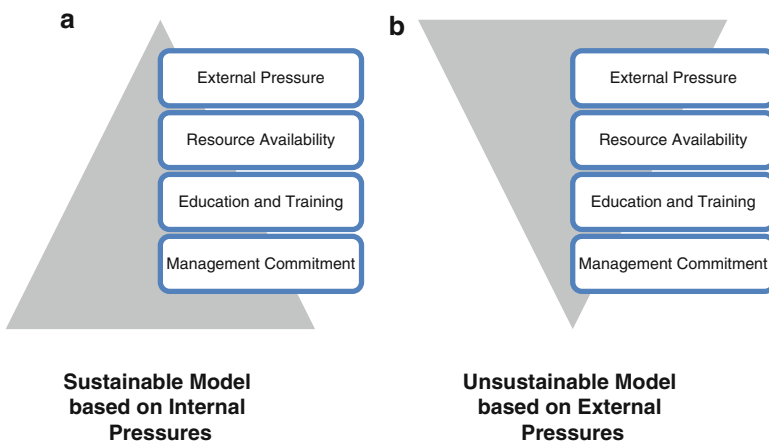 a
External Pressure
Resource Availability
Education and Training
Management Commitment
Sustainable Model
based on Internal
Pressures
b
External Pressure
Resource Availability
Education and Training
Management Commitment
Unsustainable Model
based on External
Pressures